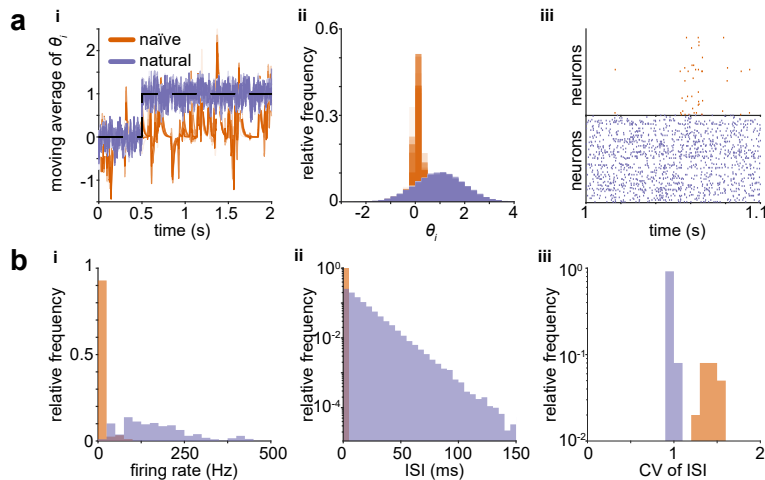 a
i
moving average of θi
2
1
0
-1
naïve
natural
0
0.5
1
1.5
2
time (s)
ii
relative frequency
0.6
0.3
0
-2
0
2
4
θi
iii
neurons
neurons
1
1.1
time (s)
b
i
relative frequency
1
0.5
0
0
250
500
firing rate (Hz)
ii
relative frequency
10^0
10^-2
10^-4
0
50
100
150
ISI (ms)
iii
relative frequency
10^0
10^-1
10^-2
0
1
2
CV of ISI